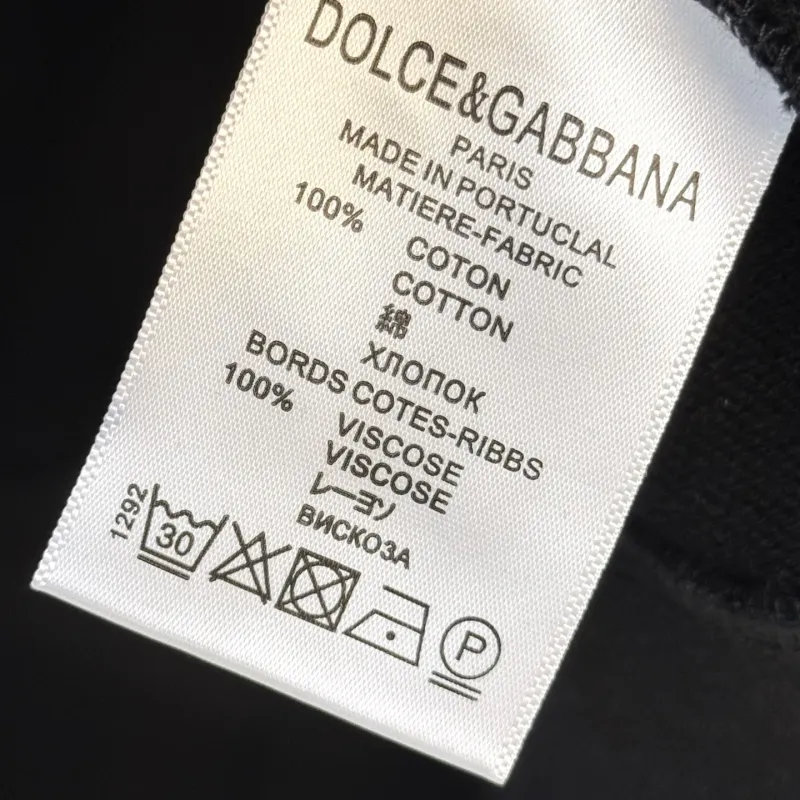 DOLCE&GABBANA
PARIS
MADE IN PORTUCLAL
MATIERE-FABRIC
100%
COTON
COTTON
綿
ХЛОПОК
BORDS COTES-RIBBS
100%
VISCOSE
VISCOSE
レーヨソ
ВИСКОЗА
1292
30
P